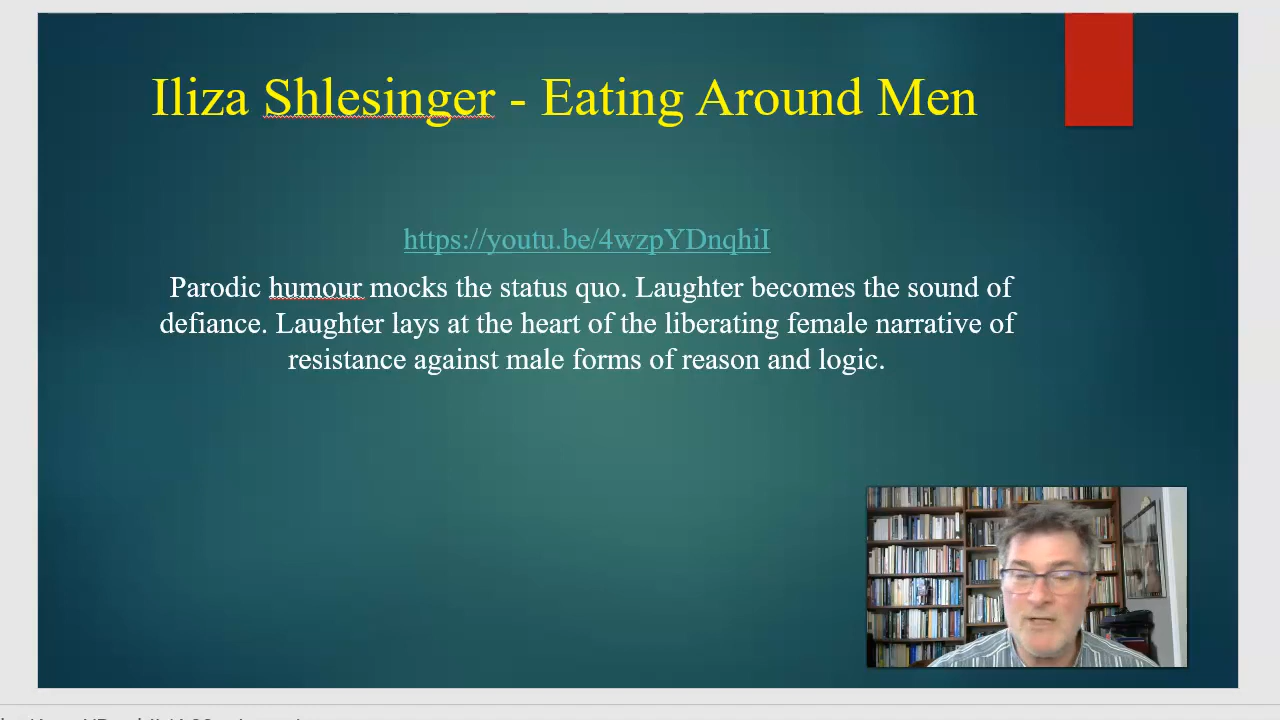 Iliza Shlesinger - Eating Around Men
https://youtu.be/4wzpYDnqhiI
Parodic humour mocks the status quo. Laughter becomes the sound of
defiance. Laughter lays at the heart of the liberating female narrative of
resistance against male forms of reason and logic.